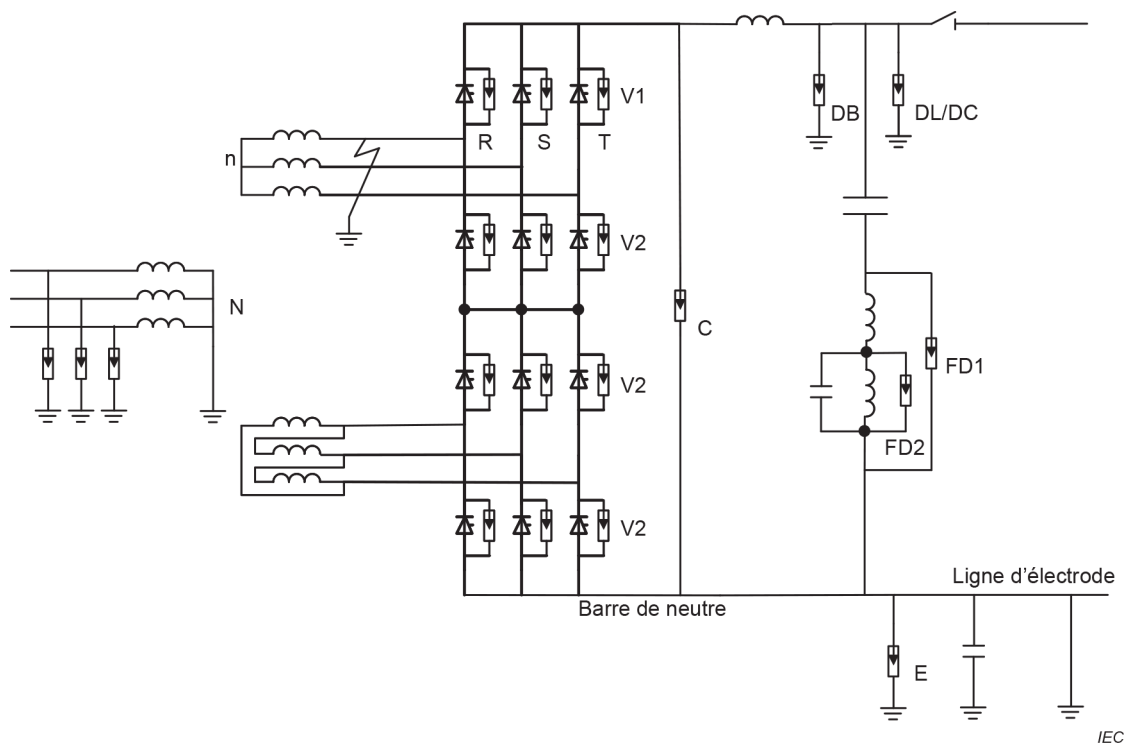 V1
DB
DL/DC
R
S
T
n
V2
N
C
V2
FD1
FD2
V2
Ligne d’électrode
Barre de neutre
E
IEC